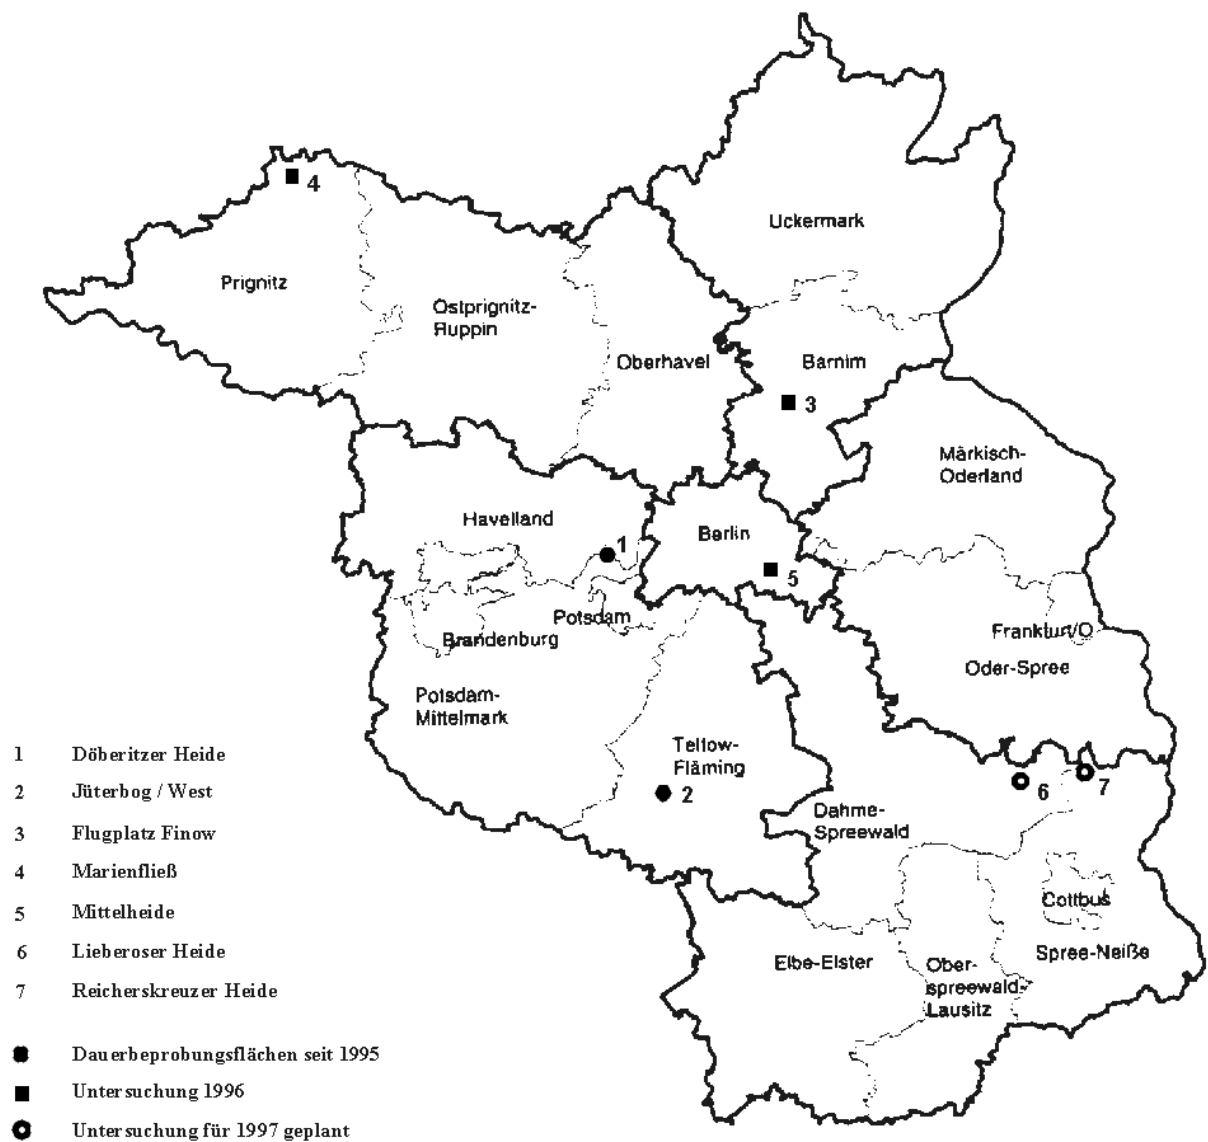 4
Uckermark
Prignitz
Ostprignitz-
Ruppin
Oberhavel
Barnim
3
Märkisch-
Oderland
Havelland
Berlin
1
5
Potsdam
Brandenburg
Frankfurt/O
Oder-Spree
Potsdam-
Mittelmark
Teltow-
Fläming
2
6
7
Dahme-
Spreewald
Cottbus
Spree-Neiße
Elbe-Elster
Ober-
spreewald-
Lausitz
1 Döberitzer Heide
2 Jüterbog / West
3 Flugplatz Finow
4 Marienfließ
5 Mittelheide
6 Lieberoser Heide
7 Reicherskreuzer Heide
Dauerbeprobungsflächen seit 1995
Untersuchung 1996
Untersuchung für 1997 geplant